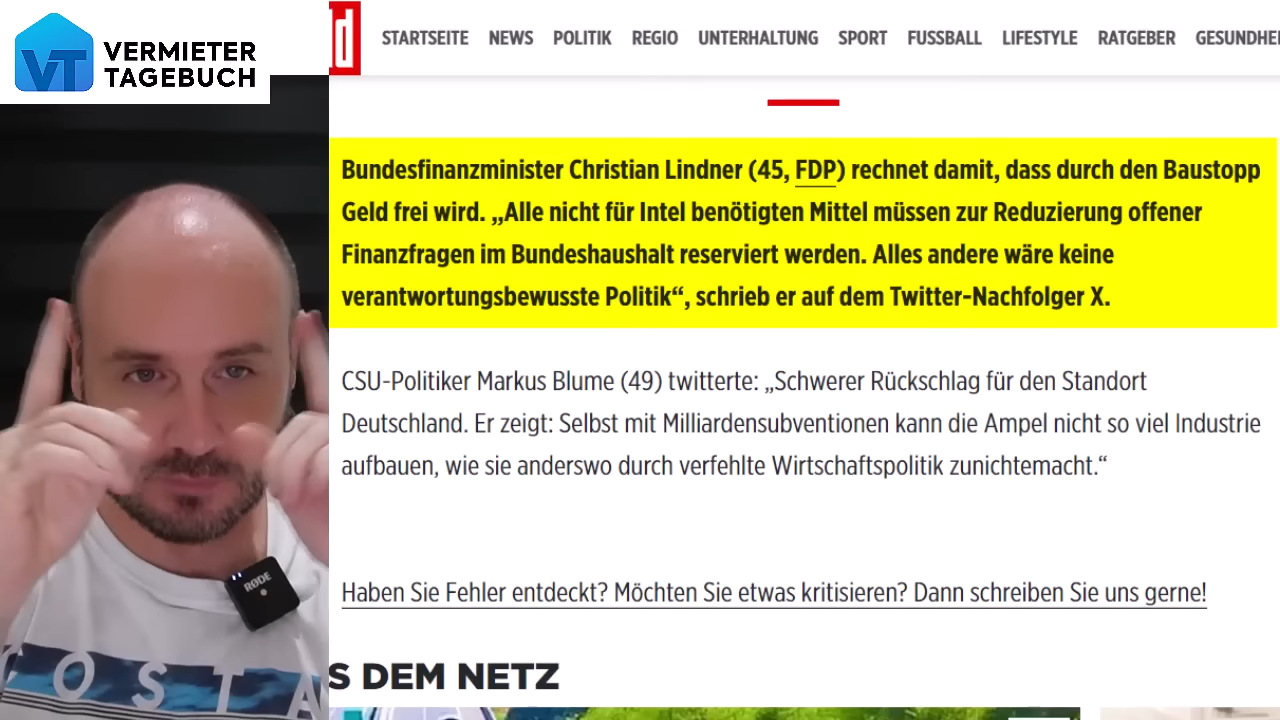 VT
VERMIETER
TAGEBUCH
STARTSEITE NEWS POLITIK REGIO UNTERHALTUNG SPORT FUSSBALL LIFESTYLE RATGEBER
Bundesfinanzminister Christian Lindner (45, FDP) rechnet damit, dass durch den Baustopp
Geld frei wird. „Alle nicht für Intel benötigten Mittel müssen zur Reduzierung offener
Finanzfragen im Bundeshaushalt reserviert werden. Alles andere wäre keine
verantwortungsbewusste Politik“, schrieb er auf dem Twitter-Nachfolger X.
CSU-Politiker Markus Blume (49) twitterte: „Schwerer Rückschlag für den Standort
Deutschland. Er zeigt: Selbst mit Milliardensubventionen kann die Ampel nicht so viel Industrie
aufbauen, wie sie anderswo durch verfehlte Wirtschaftspolitik zunichtemacht.“
Haben Sie Fehler entdeckt? Möchten Sie etwas kritisieren? Dann schreiben Sie uns gerne!
S DEM NETZ
RØDE
COSTA